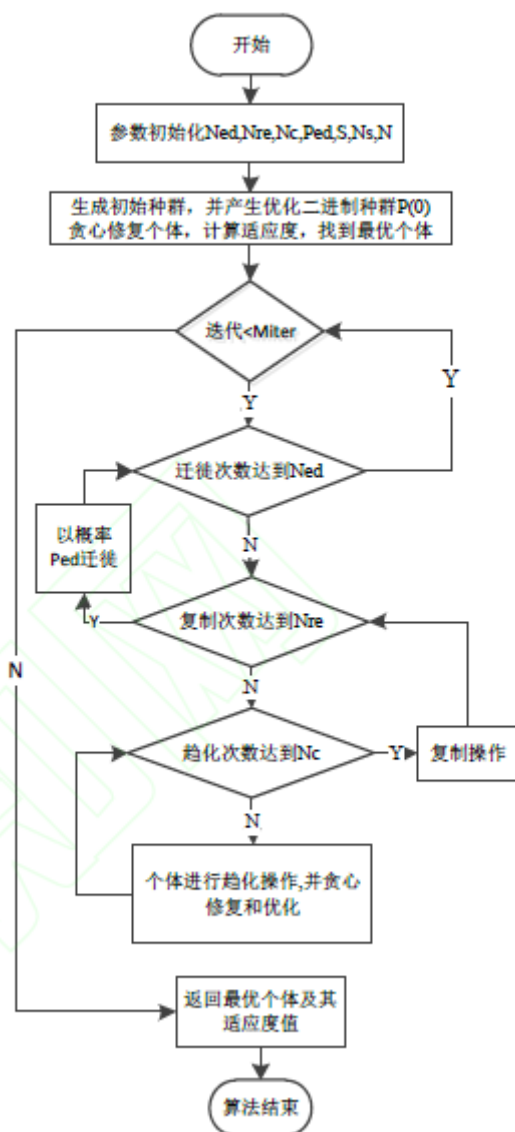 开始
参数初始化Ned,Nre,Nc,Ped,S,Ns,N
生成初始种群，并产生优化二进制种群P(0)
贪心修复个体，计算适应度，找到最优个体
迭代<Miter
Y
Y
迁徙次数达到Ned
以概率
Ped迁徙
N
复制次数达到Nre
Y
N
N
趋化次数达到Nc
Y
复制操作
N
个体进行趋化操作,并贪心
修复和优化
返回最优个体及其
适应度值
算法结束